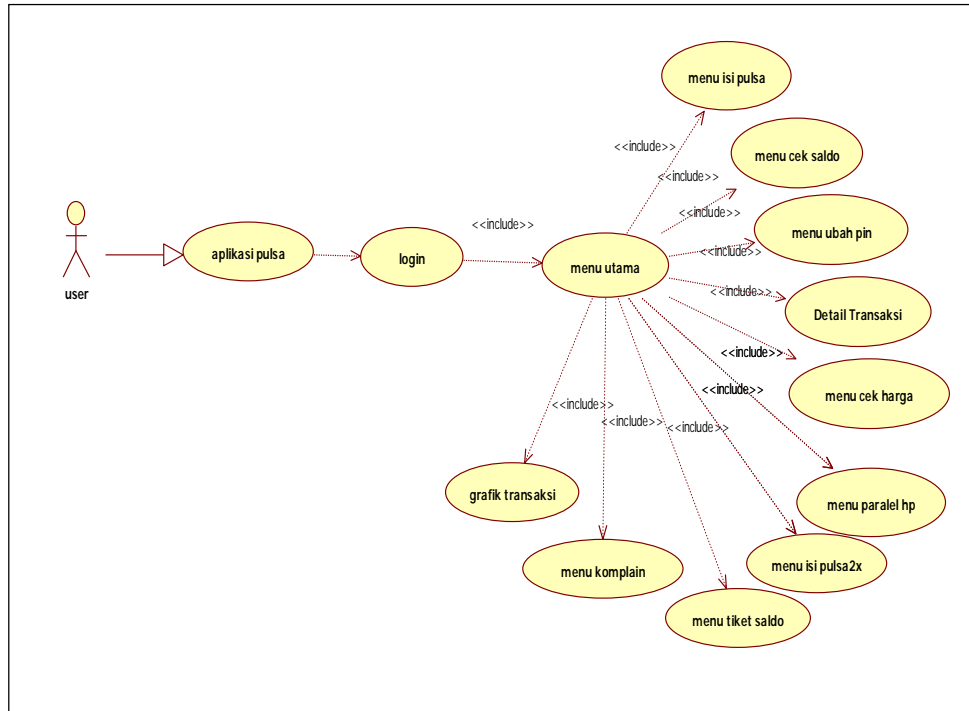 menu isi pulsa
<<include>>
menu cek saldo
<<include>>
<<include>>
menu ubah pin
<<include>>
<<include>>
user
aplikasi pulsa
login
menu utama
<<include>>
Detail Transaksi
<<include>>
menu cek harga
<<include>>
<<include>>
<<include>>
<<include>>
<<include>>
grafik transaksi
menu paralel hp
menu komplain
menu isi pulsa2x
menu tiket saldo